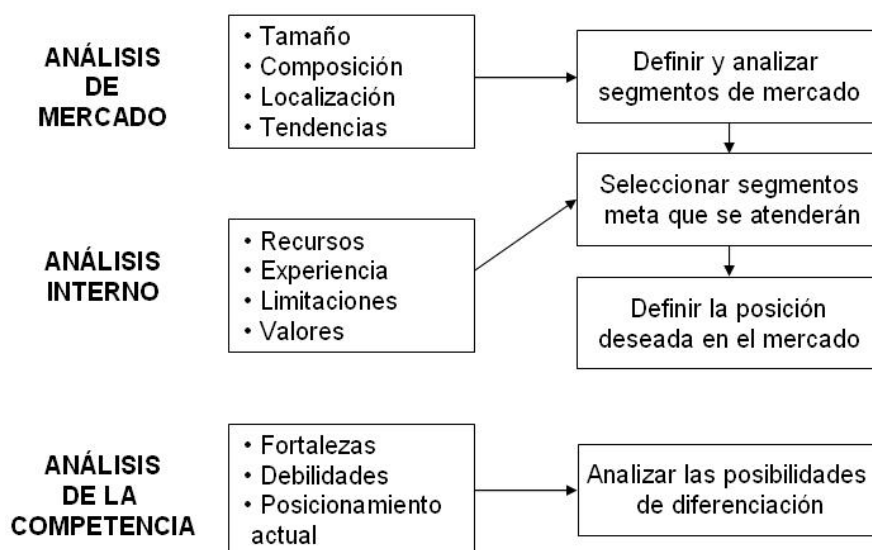 ANÁLISIS
DE
MERCADO
• Tamaño
• Composición
• Localización
• Tendencias
Definir y analizar
segmentos de mercado
Seleccionar segmentos
meta que se atenderán
ANÁLISIS
INTERNO
• Recursos
• Experiencia
• Limitaciones
• Valores
Definir la posición
deseada en el mercado
ANÁLISIS
DE LA
COMPETENCIA
• Fortalezas
• Debilidades
• Posicionamiento
actual
Analizar las posibilidades
de diferenciación